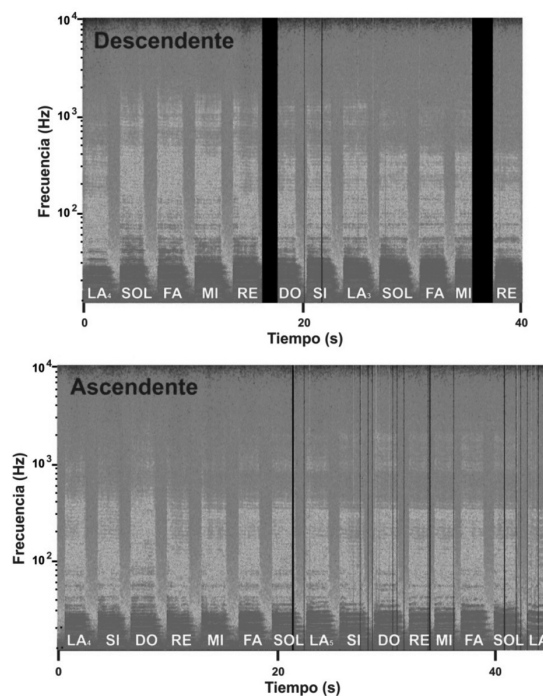 Descendente
10⁴
10³
10²
Frecuencia (Hz)
LA₄ SOL FA MI RE DO SI LA₃ SOL FA MI RE
0 20 40
Tiempo (s)
Ascendente
10⁴
10³
10²
Frecuencia (Hz)
LA₄ SI DO RE MI FA SOL LA₅ SI DO RE MI FA SOL LA
0 20 40
Tiempo (s)